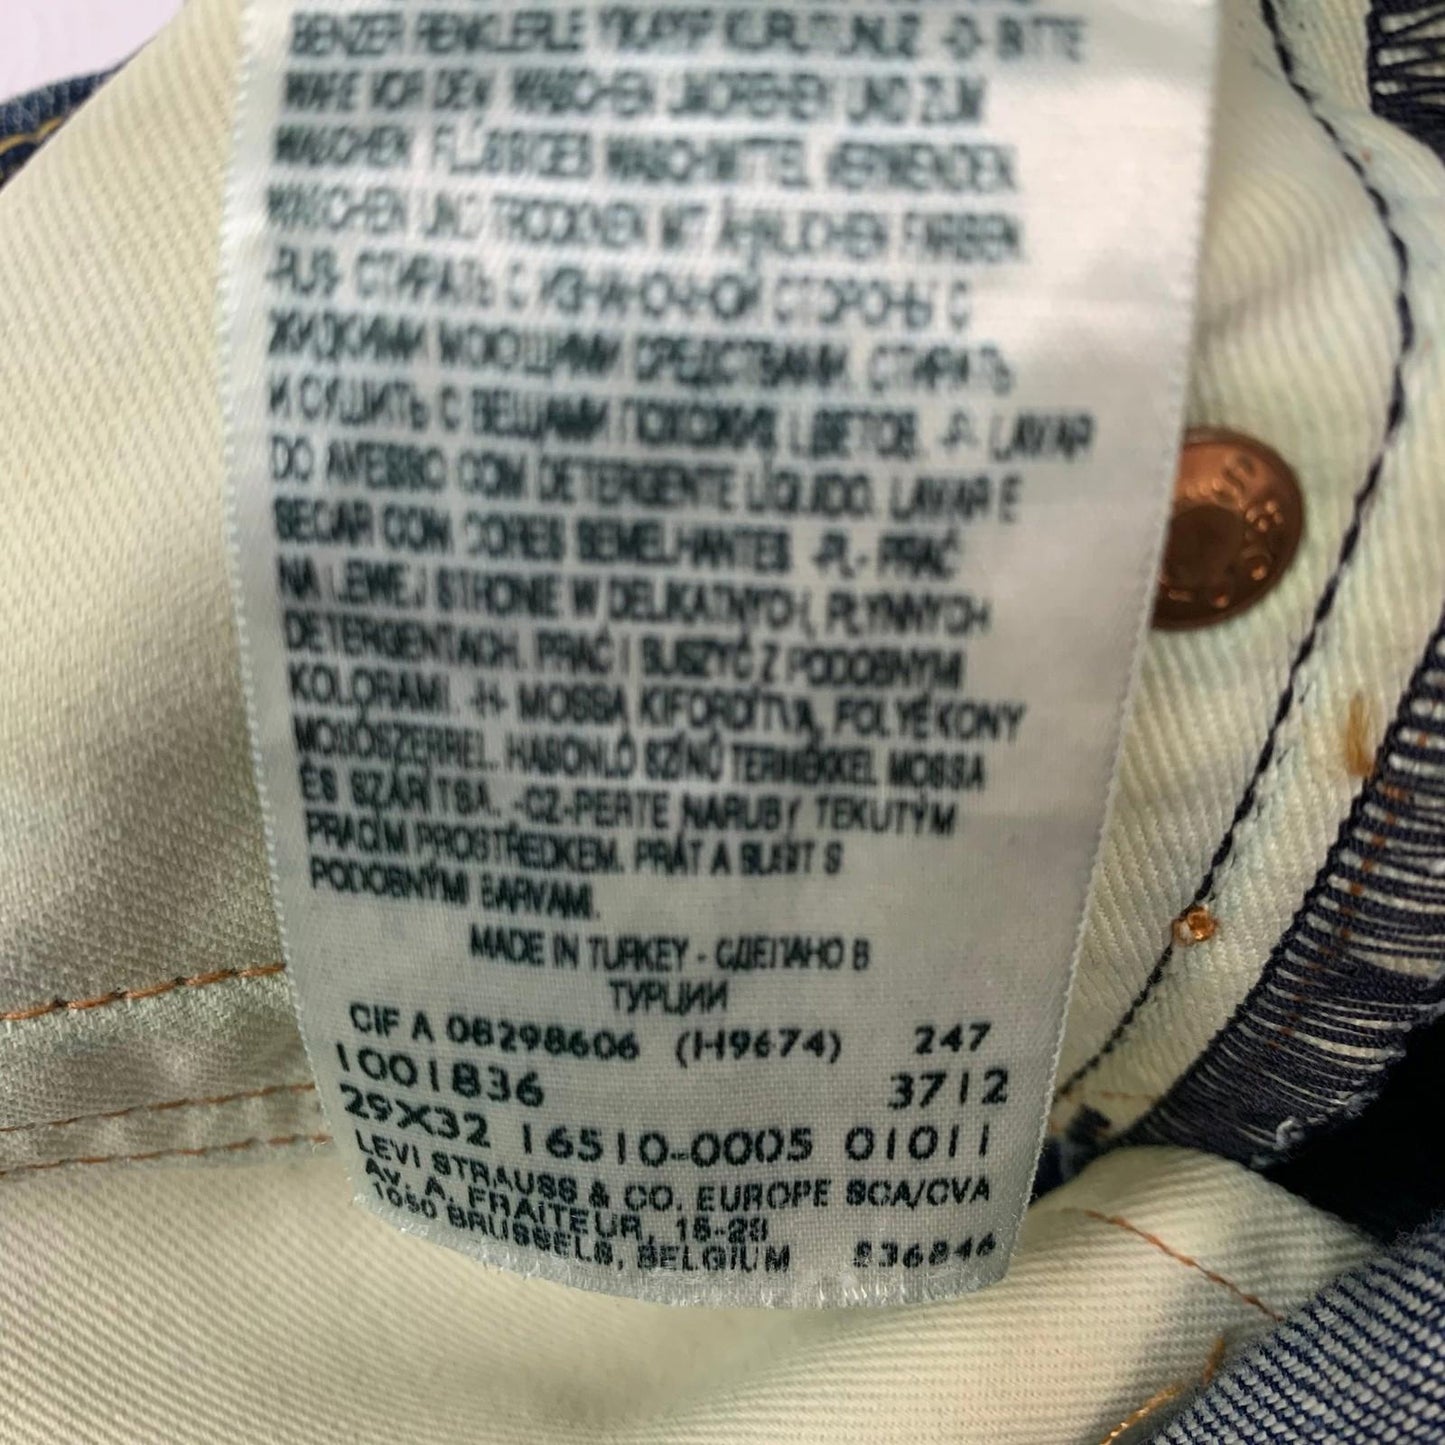 BENZER RENKLERLE YIKAYIP KURUTUNUZ -D- BITTE
WARE VOR DEM WASCHEN UMDREHEN UND ZUM
WASCHEN FLÜSSIGES WASCHMITTEL VERWENDEN.
WASCHEN UND TROCKNEN MIT ÄHNLICHEN FARBEN.
-RUS- СТИРАТЬ С ИЗНАНОЧНОЙ СТОРОНЫ С
ЖИДКИМИ МОЮЩИМИ СРЕДСТВАМИ. СТИРАТЬ
И СУШИТЬ С ВЕЩАМИ ПОХОЖИХ ЦВЕТОВ. -P- LAVAR
DO AVESSO COM DETERGENTE LÍQUIDO. LAVAR E
SECAR COM CORES SEMELHANTES. -PL- PRAĆ
NA LEWEJ STRONIE W DELIKATNYCH, PŁYNNYCH
DETERGENTACH. PRAĆ I SUSZYĆ Z PODOBNYMI
KOLORAMI. -H- MOSSA KIFORDÍTVA, FOLYÉKONY
MOSÓSZERREL. HASONLÓ SZÍNŰ TERMÉKKEL MOSSA
ÉS SZÁRÍTSA. -CZ-PERTE NARUBY TEKUTÝM
PRACÍM PROSTŘEDKEM. PRÁT A SUŠIT S
PODOBNÝMI BARVAMI.
MADE IN TURKEY - СДЕЛАНО В
ТУРЦИИ
CIF A 08298606 (H9674) 247
1001836 3712
29X32 16510-0005 01011
LEVI STRAUSS & CO. EUROPE SCA/CVA
AV. A. FRAITEUR, 15-23
1050 BRUSSELS, BELGIUM 836846